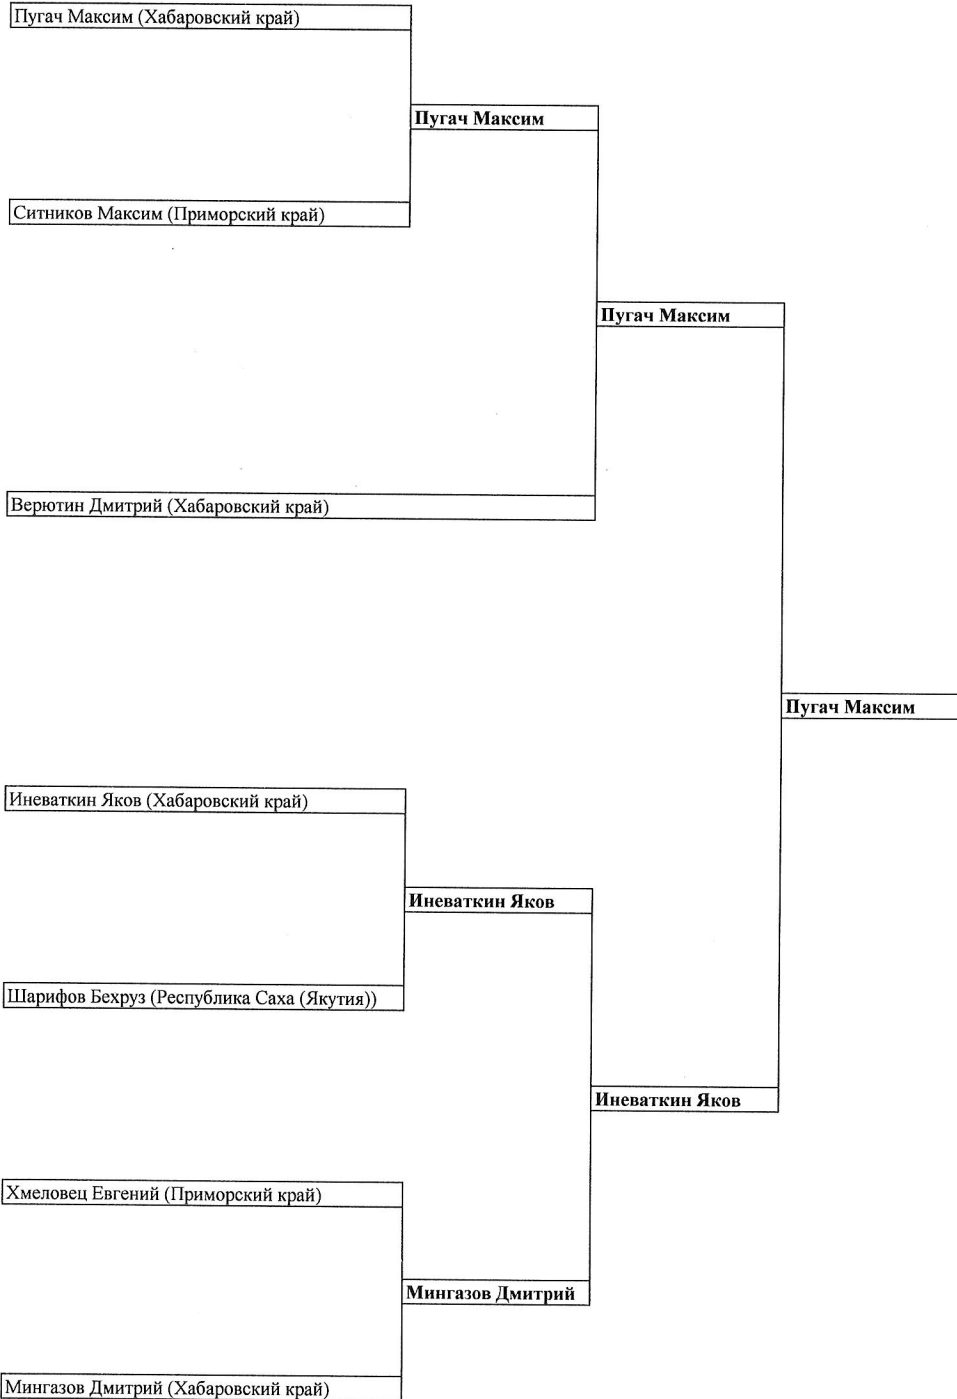 Пугач Максим (Хабаровский край)
Пугач Максим
Ситников Максим (Приморский край)
Пугач Максим
Верютин Дмитрий (Хабаровский край)
Пугач Максим
Иневаткин Яков (Хабаровский край)
Иневаткин Яков
Шарифов Бехруз (Республика Саха (Якутия))
Иневаткин Яков
Хмеловец Евгений (Приморский край)
Мингазов Дмитрий
Мингазов Дмитрий (Хабаровский край)